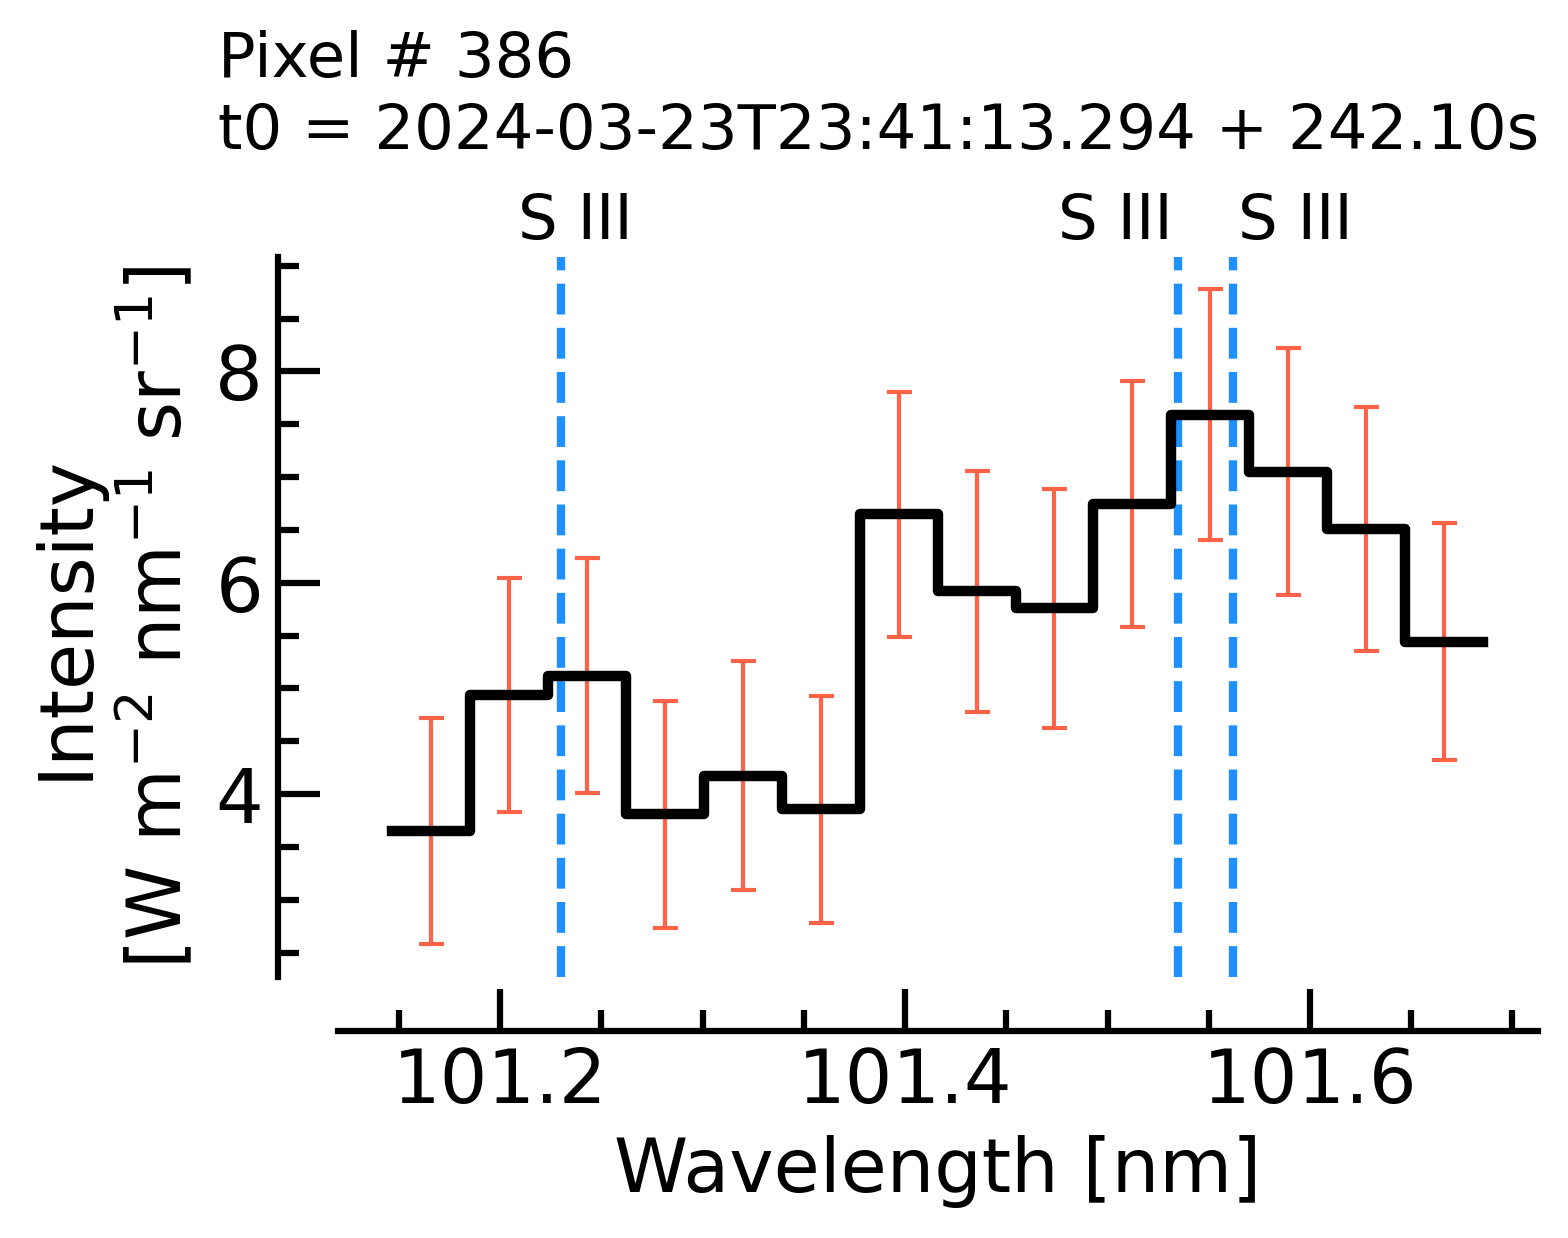 Pixel # 386
t0 = 2024-03-23T23:41:13.294 + 242.10s
S III S III S III
Intensity
[W m⁻² nm⁻¹ sr⁻¹]
8
6
4
101.2 101.4 101.6
Wavelength [nm]